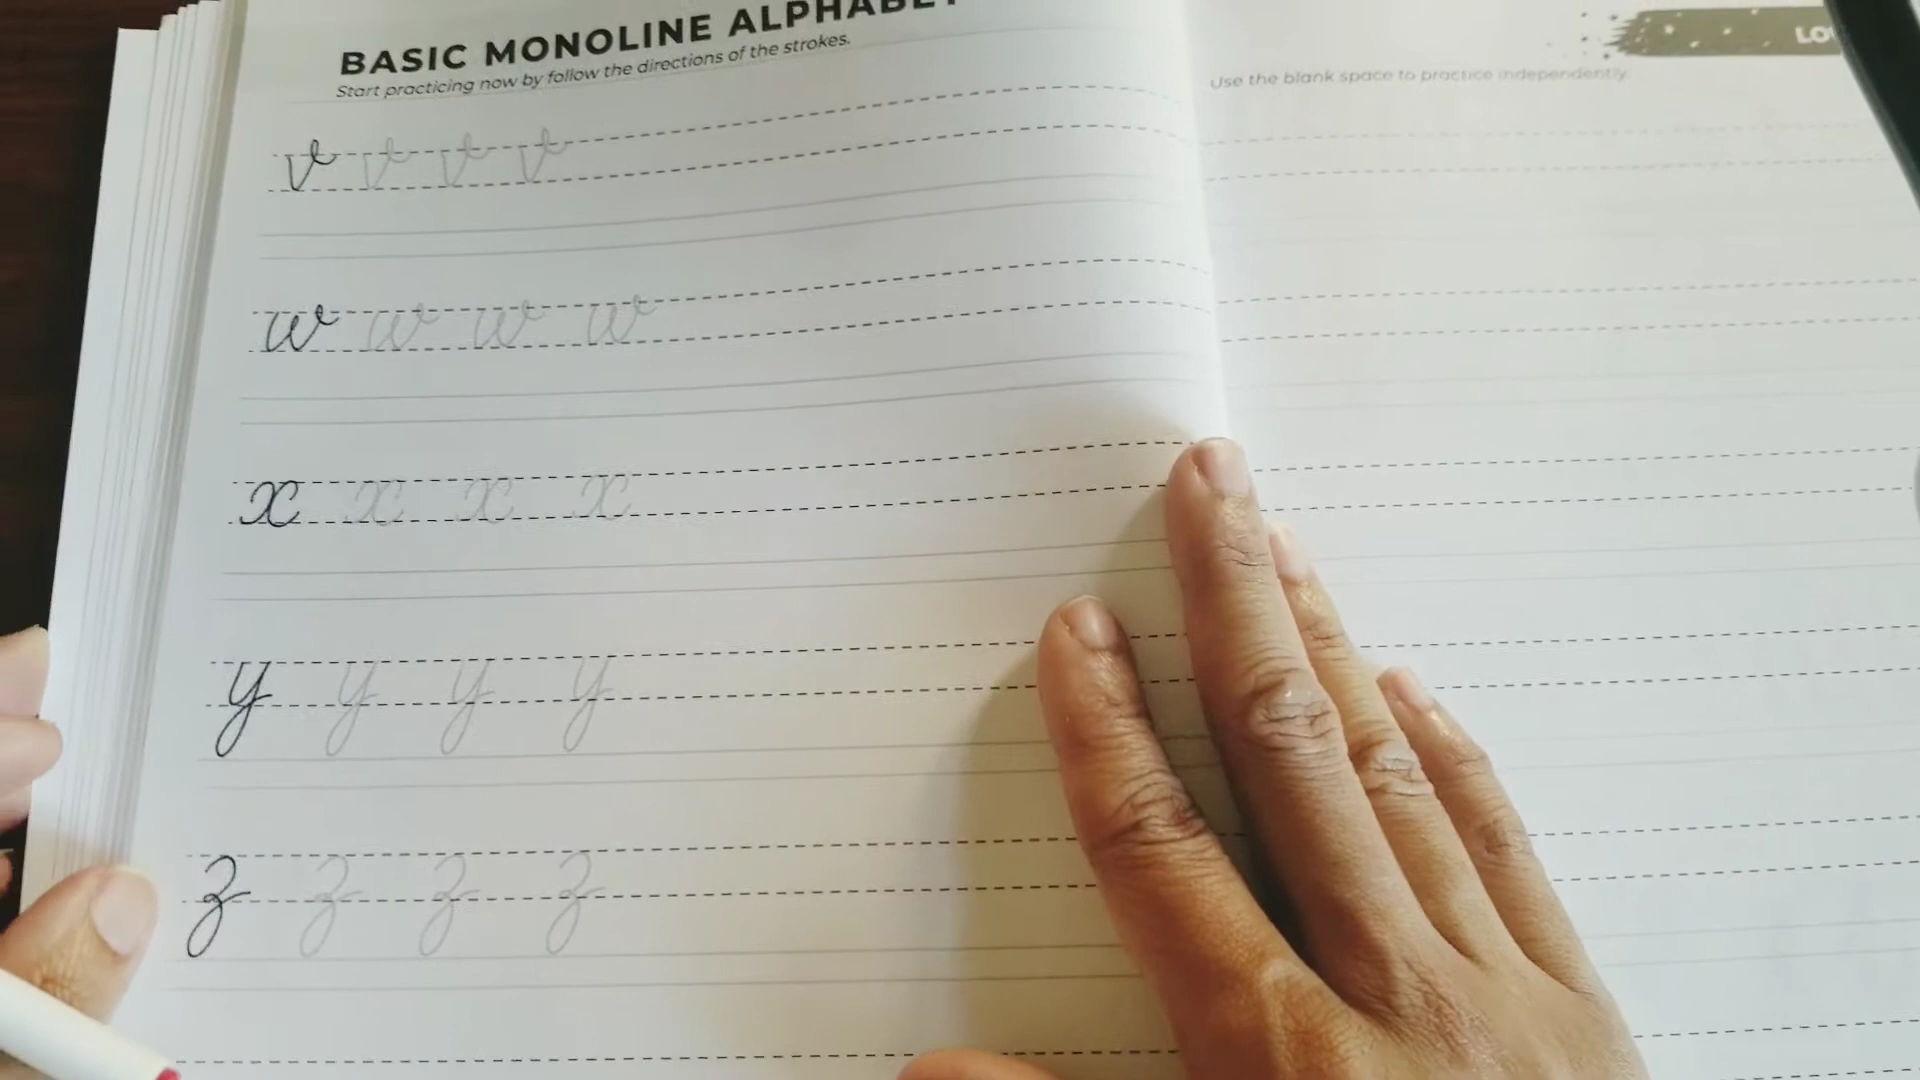 BASIC MONOLINE ALPHABET
Start practicing now by follow the directions of the strokes.
v v v v
w w w w
x x x x
y y y y
z z z z
Use the blank space to practice independently.